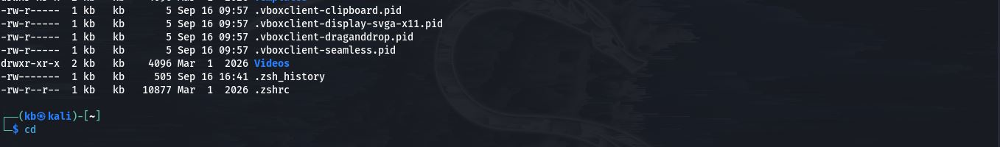 -rw-r-----  1 kb   kb       5 Sep 16 09:57 .vboxclient-clipboard.pid
-rw-r-----  1 kb   kb       5 Sep 16 09:57 .vboxclient-display-svga-x11.pid
-rw-r-----  1 kb   kb       5 Sep 16 09:57 .vboxclient-draganddrop.pid
-rw-r-----  1 kb   kb       5 Sep 16 09:57 .vboxclient-seamless.pid
drwxr-xr-x  2 kb   kb    4096 Mar  1  2026 Videos
-rw-------  1 kb   kb     505 Sep 16 16:41 .zsh_history
-rw-r--r--  1 kb   kb   10877 Mar  1  2026 .zshrc
┌──(kb㉿kali)-[~]
└─$ cd